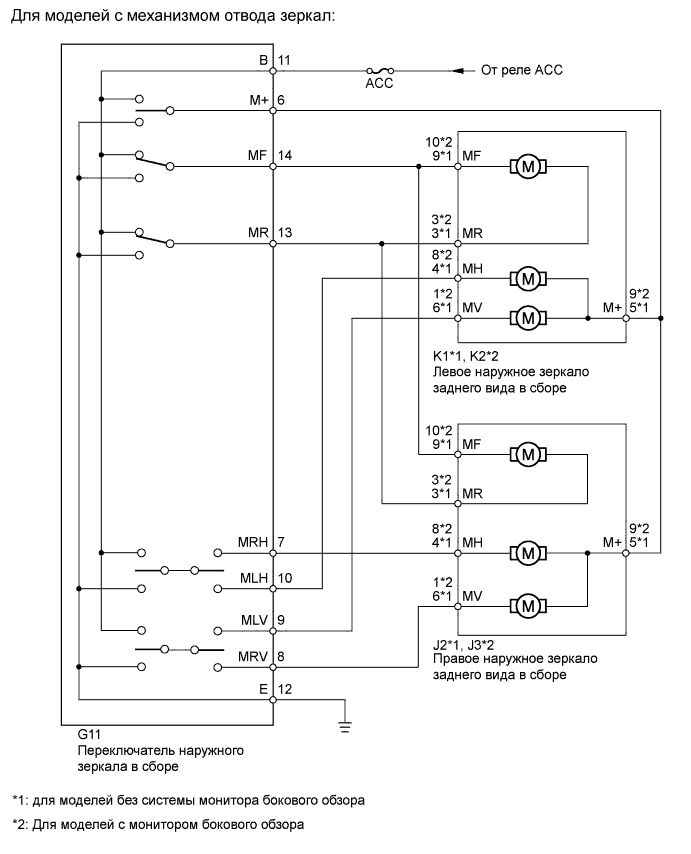 Для моделей с механизмом отвода зеркал:
B 11
ACC
От реле ACC
M+ 6
MF 14
10*2
9*1 MF
M
MR 13
3*2
3*1 MR
8*2
4*1 MH
M
1*2
6*1 MV
M
M+ 9*2
5*1
K1*1, K2*2
Левое наружное зеркало
заднего вида в сборе
10*2
9*1 MF
M
3*2
3*1 MR
MRH 7
8*2
4*1 MH
M
M+ 9*2
5*1
MLH 10
1*2
6*1 MV
M
MLV 9
MRV 8
J2*1, J3*2
Правое наружное зеркало
заднего вида в сборе
E 12
G11
Переключатель наружного
зеркала в сборе
*1: для моделей без системы монитора бокового обзора
*2: Для моделей с монитором бокового обзора